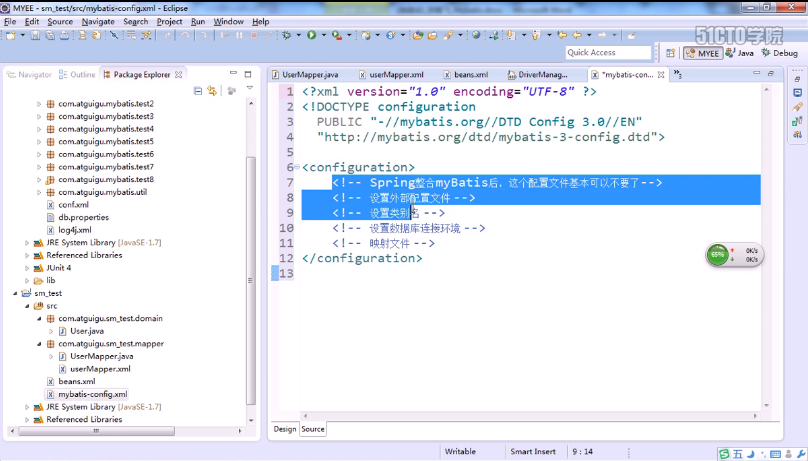 MYEE - sm_test/src/mybatis-config.xml - Eclipse
File Edit Source Navigate Search Project Run Window Help
51CTO学院
Quick Access
MYEE Java Debug
Navigator Outline Package Explorer
UserMapper.java userMapper.xml beans.xml DriverManag... *mybatis-con...
com.atguigu.mybatis.test2
com.atguigu.mybatis.test3
com.atguigu.mybatis.test4
com.atguigu.mybatis.test5
com.atguigu.mybatis.test6
com.atguigu.mybatis.test7
com.atguigu.mybatis.test8
com.atguigu.mybatis.util
conf.xml
db.properties
log4j.xml
JRE System Library [JavaSE-1.7]
Referenced Libraries
JUnit 4
lib
sm_test
src
com.atguigu.sm_test.domain
User.java
com.atguigu.sm_test.mapper
UserMapper.java
userMapper.xml
beans.xml
mybatis-config.xml
JRE System Library [JavaSE-1.7]
Referenced Libraries
1 <?xml version="1.0" encoding="UTF-8" ?>
2 <!DOCTYPE configuration
3 PUBLIC "-//mybatis.org//DTD Config 3.0//EN"
4 "http://mybatis.org/dtd/mybatis-3-config.dtd">
5
6 <configuration>
7 <!-- Spring整合myBatis后，这个配置文件基本可以不要了-->
8 <!-- 设置外部配置文件 -->
9 <!-- 设置类别名 -->
10 <!-- 设置数据库连接环境 -->
11 <!-- 映射文件 -->
12 </configuration>
13
65%
0K/s
0K/s
Design Source
Writable Smart Insert 9 : 14
五